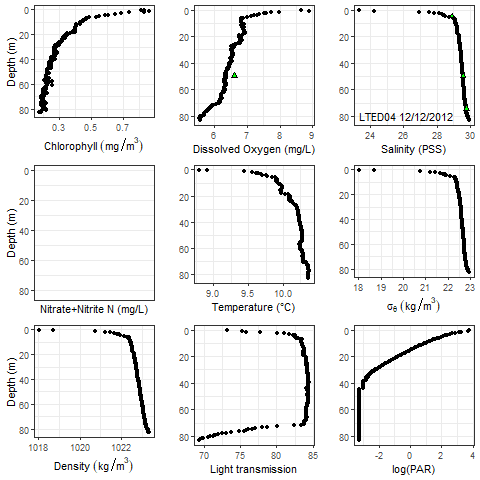 Depth (m)
0
20
40
60
80
0.3 0.5 0.7
Chlorophyll (mg/m³)
0
20
40
60
80
6 7 8 9
Dissolved Oxygen (mg/L)
0
20
40
60
80
LTED04 12/12/2012
24 26 28 30
Salinity (PSS)
Depth (m)
0
20
40
60
80
Nitrate+Nitrite N (mg/L)
0
20
40
60
80
9.0 9.5 10.0
Temperature (°C)
0
20
40
60
80
18 19 20 21 22 23
σθ (kg/m³)
Depth (m)
0
20
40
60
80
1018 1020 1022
Density (kg/m³)
0
20
40
60
80
70 75 80 85
Light transmission
0
20
40
60
80
-2 0 2 4
log(PAR)